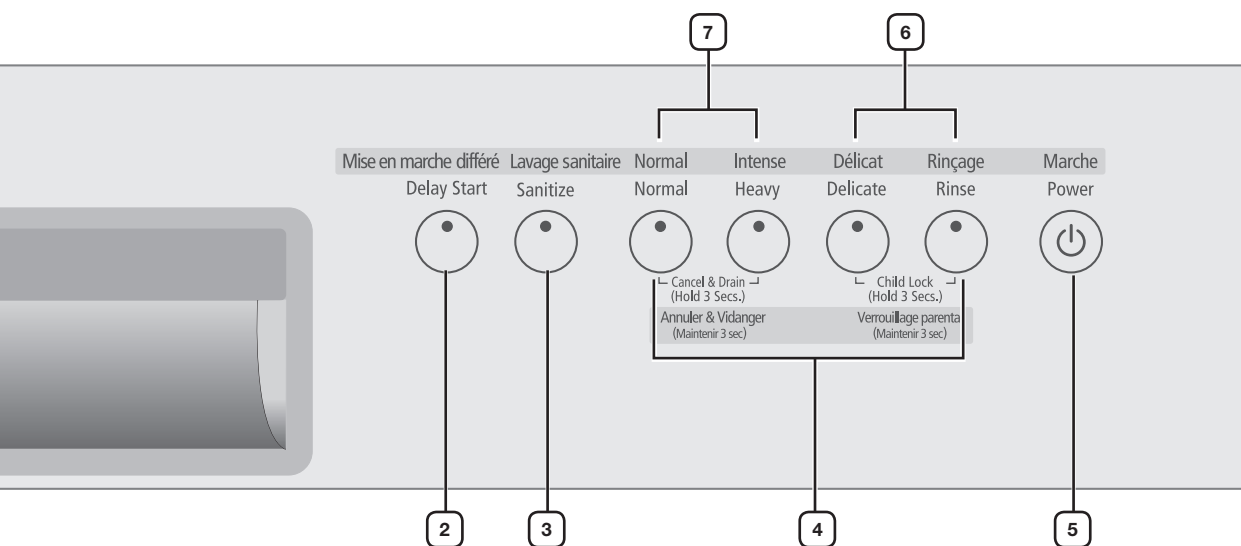 7 6
Mise en marche différé Lavage sanitaire Normal Intense Délicat Rinçage Marche
Delay Start Sanitize Normal Heavy Delicate Rinse Power
Cancel & Drain Child Lock
(Hold 3 Secs.) (Hold 3 Secs.)
Annuler & Vidanger Verrouillage parenta
(Maintenir 3 sec) (Maintenir 3 sec)
2 3 4 5